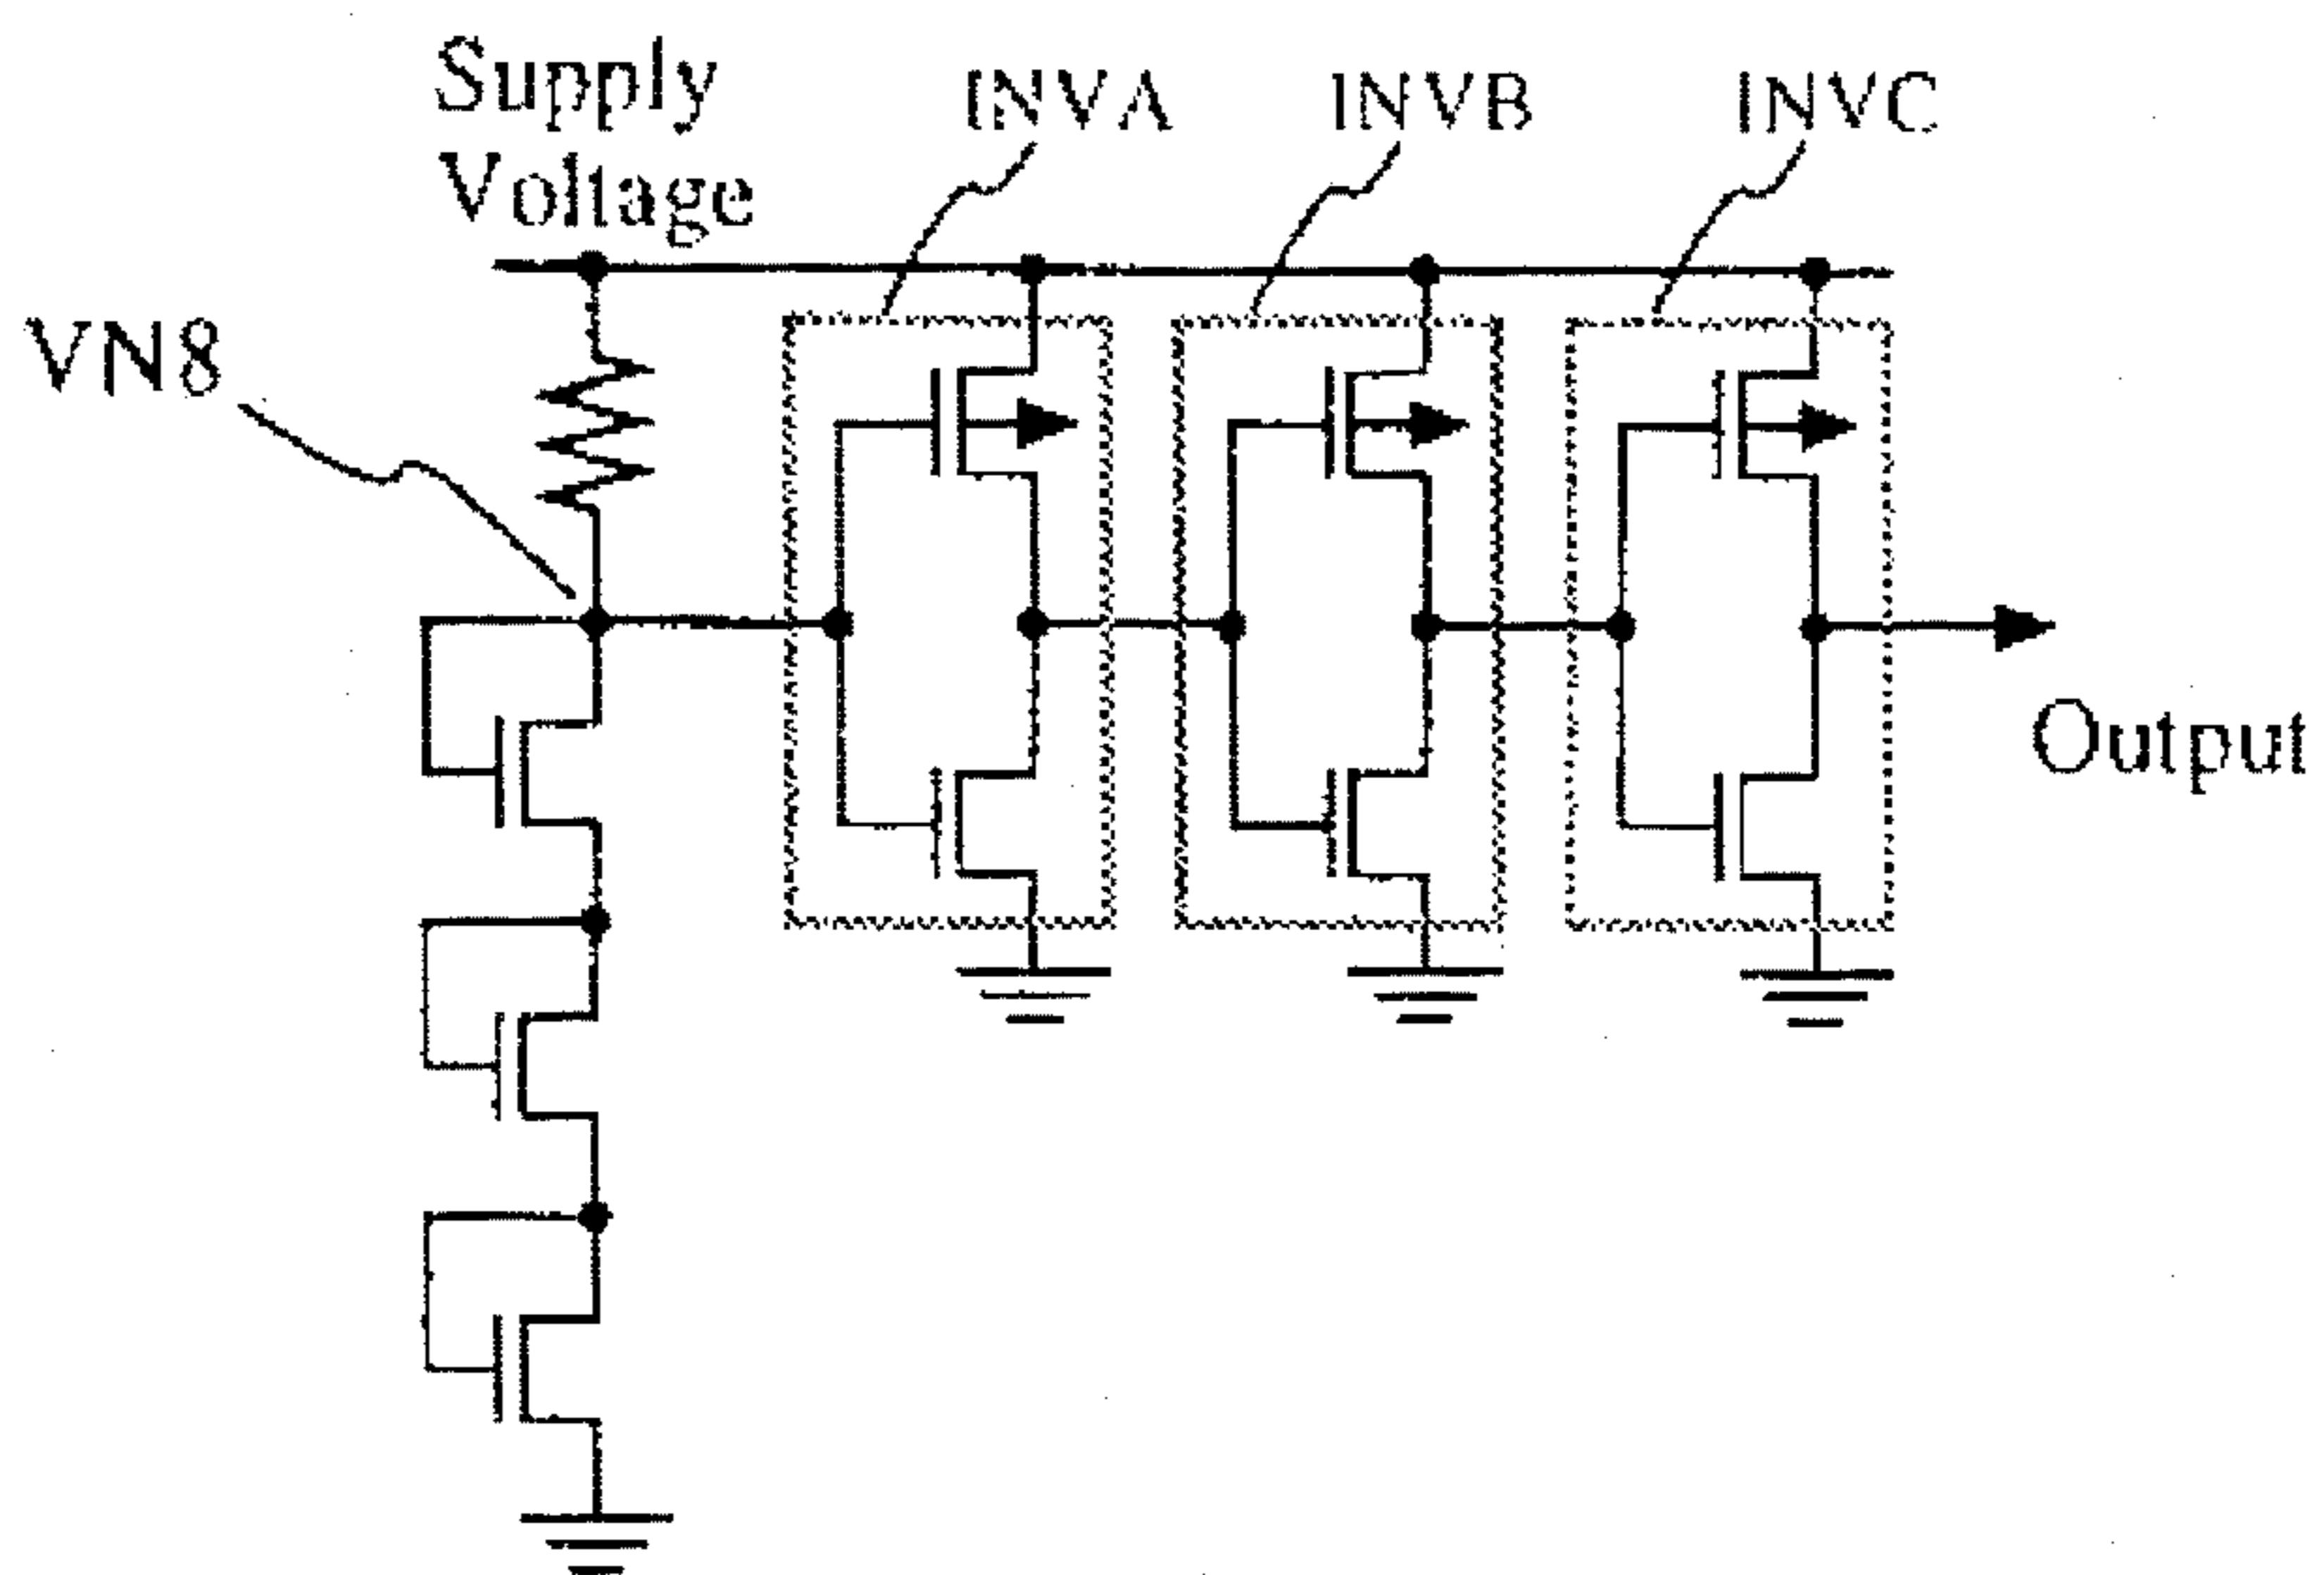 Supply
Voltage
INVA
INVB
INVC
VN8
Output